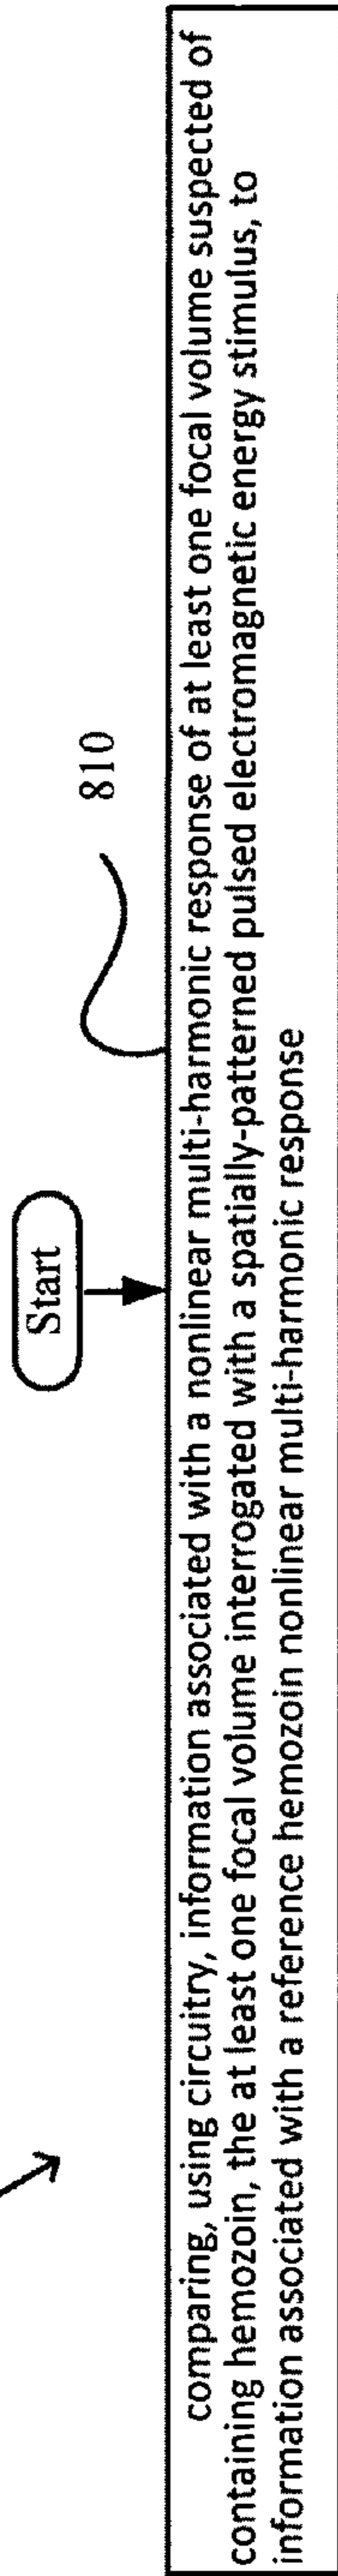 Start
810
comparing, using circuitry, information associated with a nonlinear multi-harmonic response of at least one focal volume suspected of
containing hemozoin, the at least one focal volume interrogated with a spatially-patterned pulsed electromagnetic energy stimulus, to
information associated with a reference hemozoin nonlinear multi-harmonic response